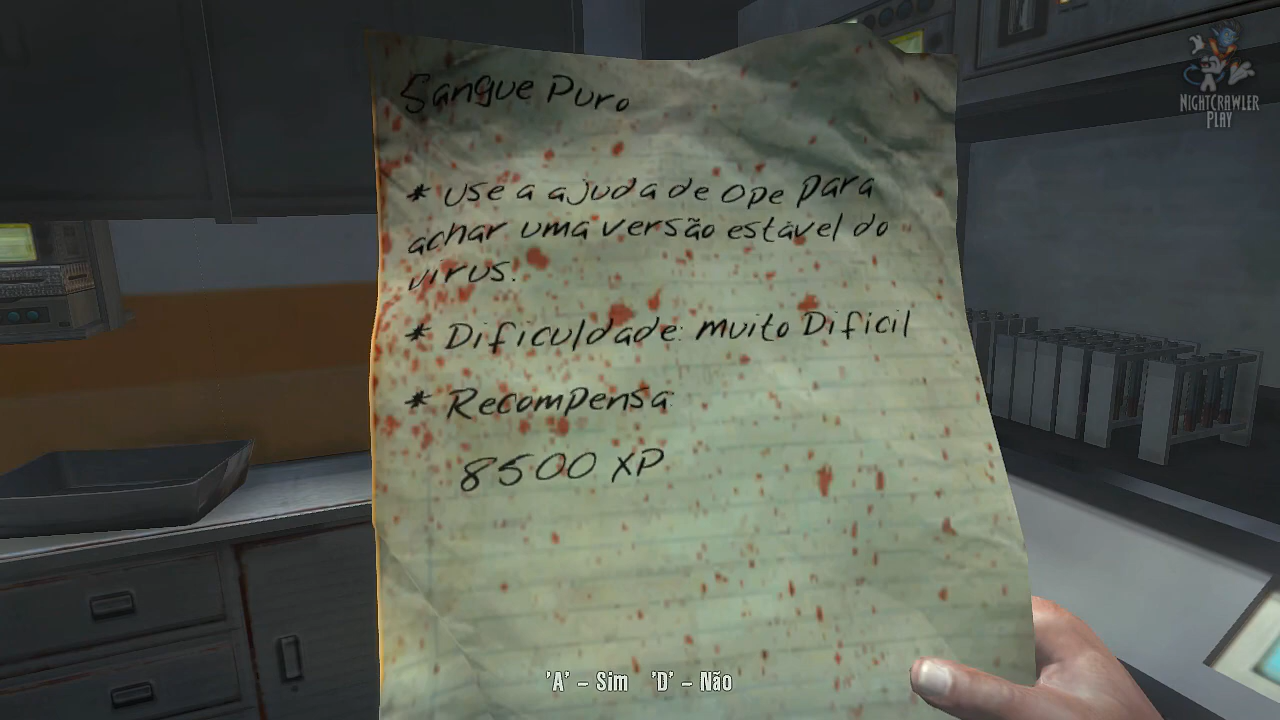 NIGHTCRAWLER
PLAY
Sangue Puro
* Use a ajuda de Ope para
achar uma versão estável do
vírus.
* Dificuldade: Muito Dificil
* Recompensa
8500 XP
'A' - Sim 'D' - Não